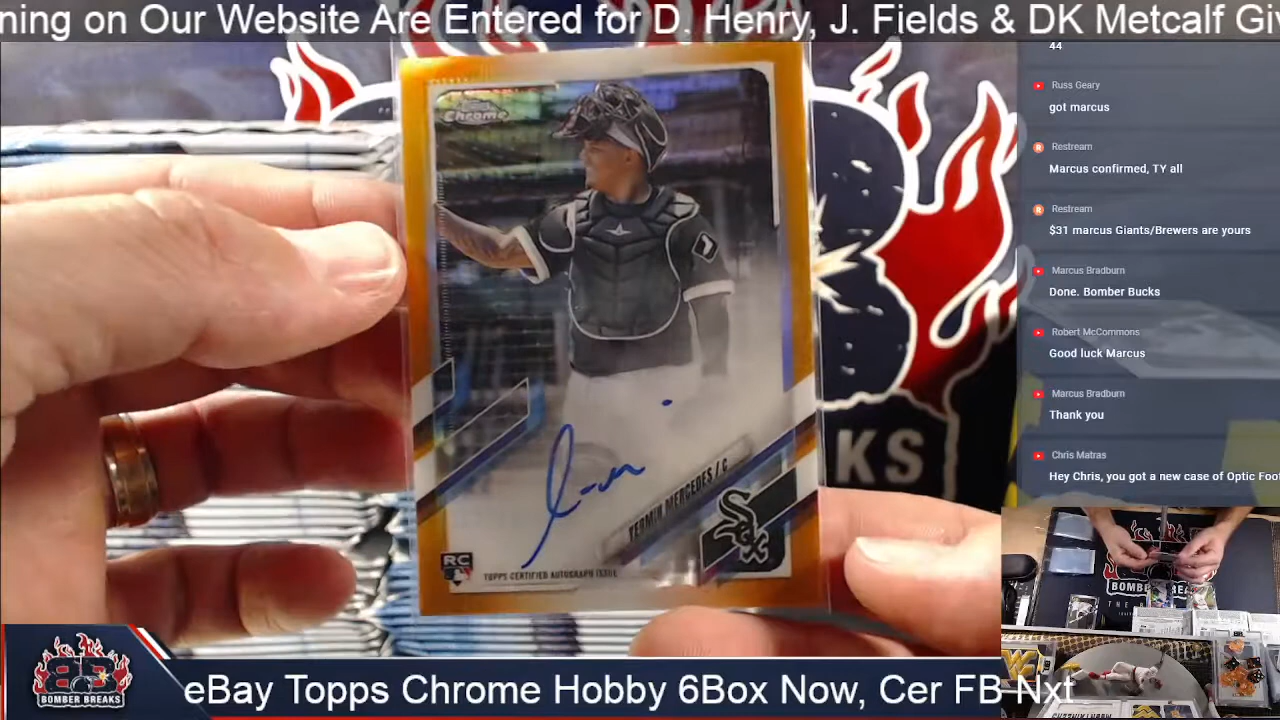 ning on Our Website Are Entered for D. Henry, J. Fields & DK Metcalf Giv
Chrome
YERMIN MERCEDES / C
Sox
RC
TOPPS CERTIFIED AUTOGRAPH ISSUE
KS
44
Russ Geary
got marcus
Restream
Marcus confirmed, TY all
Restream
$31 marcus Giants/Brewers are yours
Marcus Bradburn
Done. Bomber Bucks
Robert McCommons
Good luck Marcus
Marcus Bradburn
Thank you
Chris Matras
Hey Chris, you got a new case of Optic Foo
BOMBER BREAKS
eBay Topps Chrome Hobby 6Box Now, Cer FB Nxt